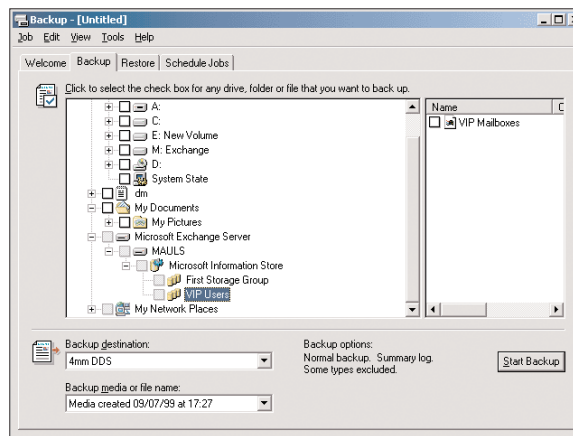 Backup - [Untitled]
Job Edit View Tools Help
Welcome Backup Restore Schedule Jobs
Click to select the check box for any drive, folder or file that you want to back up.
A:
C:
E: New Volume
M: Exchange
D:
System State
dm
My Documents
My Pictures
Microsoft Exchange Server
MAULS
Microsoft Information Store
First Storage Group
VIP Users
My Network Places
Name
VIP Mailboxes
Backup destination:
4mm DDS
Backup media or file name:
Media created 09/07/99 at 17:27
Backup options:
Normal backup. Summary log.
Some types excluded.
Start Backup